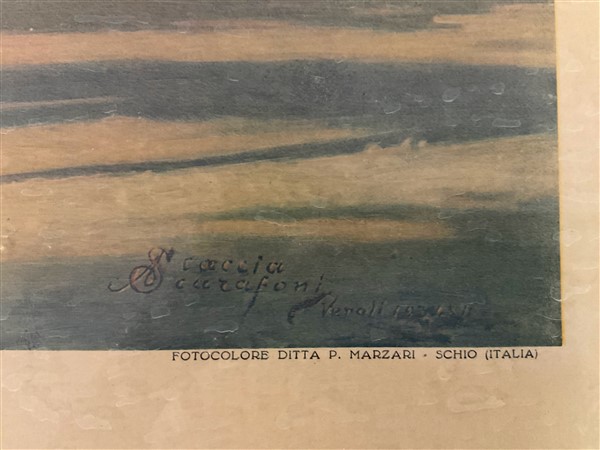 Scaccia
Scarafoni
FOTOCOLORE DITTA P. MARZARI - SCHIO (ITALIA)